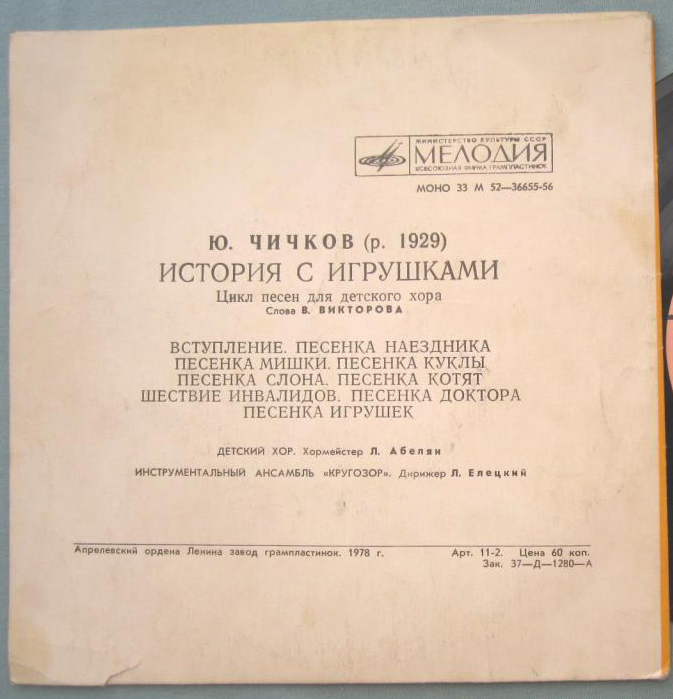 МИНИСТЕРСТВО КУЛЬТУРЫ СССР
МЕЛОДИЯ
ВСЕСОЮЗНАЯ ФИРМА ГРАМПЛАСТИНОК
МОНО 33 М 52—36655-56
Ю. ЧИЧКОВ (р. 1929)
ИСТОРИЯ С ИГРУШКАМИ
Цикл песен для детского хора
Слова В. ВИКТОРОВА
ВСТУПЛЕНИЕ. ПЕСЕНКА НАЕЗДНИКА
ПЕСЕНКА МИШКИ. ПЕСЕНКА КУКЛЫ
ПЕСЕНКА СЛОНА. ПЕСЕНКА КОТЯТ
ШЕСТВИЕ ИНВАЛИДОВ. ПЕСЕНКА ДОКТОРА
ПЕСЕНКА ИГРУШЕК
ДЕТСКИЙ ХОР. Хормейстер Л. Абелян
ИНСТРУМЕНТАЛЬНЫЙ АНСАМБЛЬ «КРУГОЗОР». Дирижер Л. Елецкий
Апрелевский ордена Ленина завод грампластинок. 1978 г. Арт. 11-2. Цена 60 коп.
Зак. 37—Д—1280—А